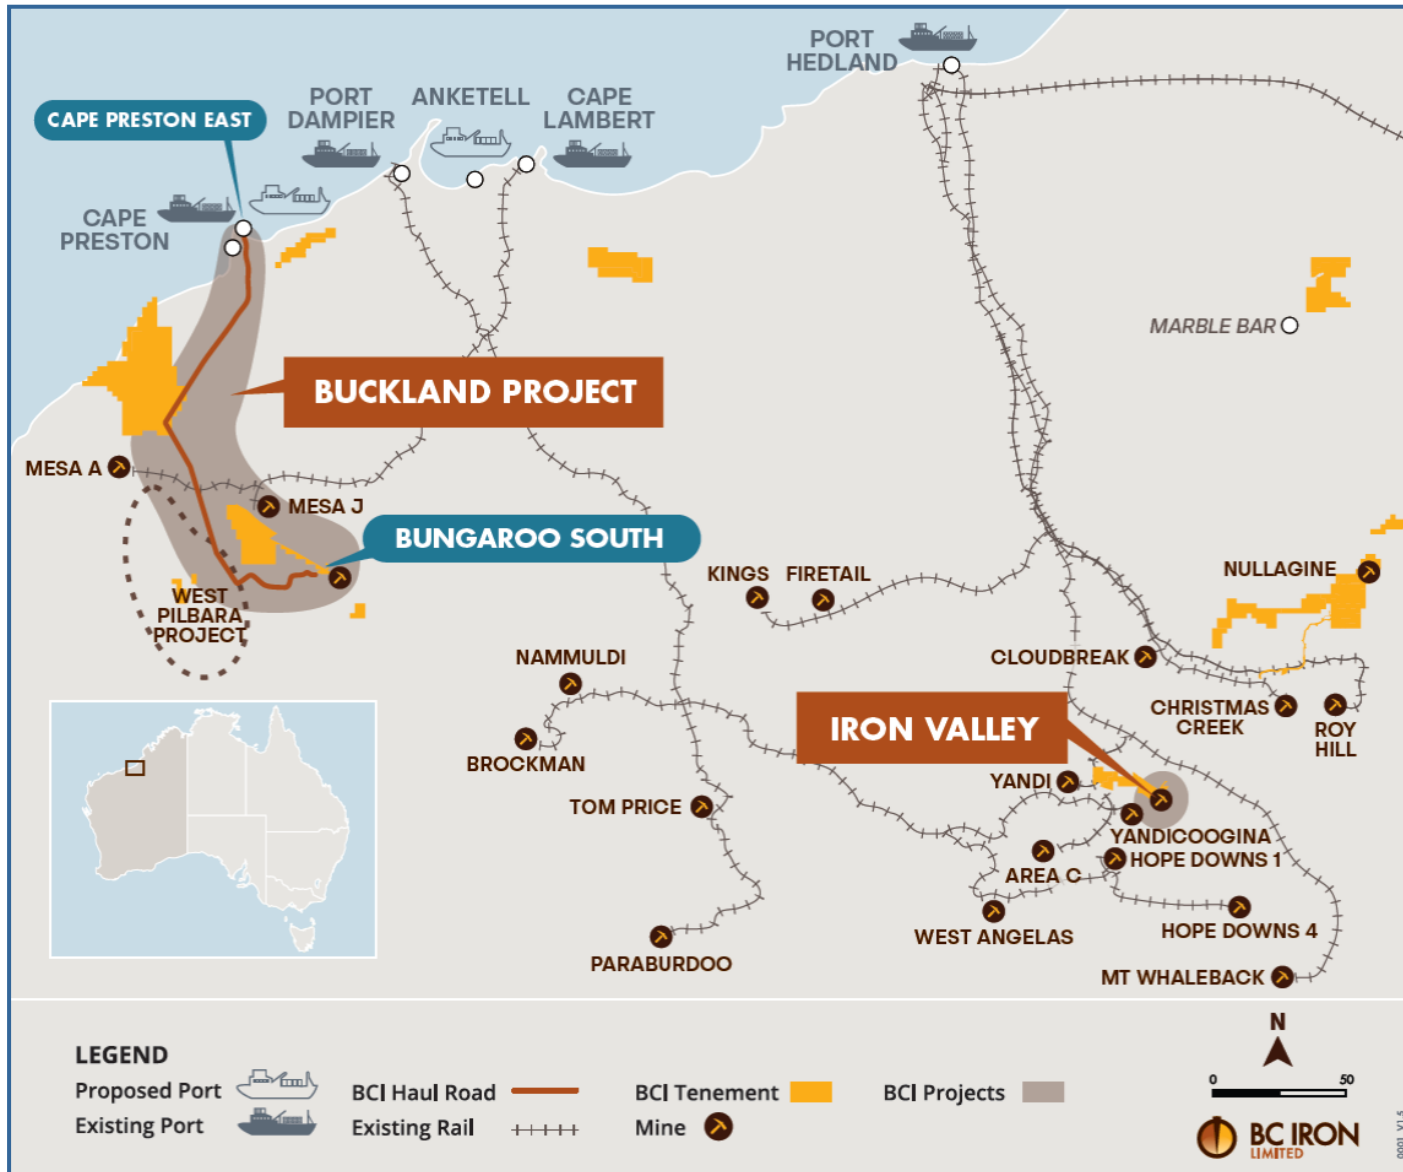 PORT
HEDLAND
PORT
DAMPIER
ANKETELL
CAPE
LAMBERT
CAPE PRESTON EAST
CAPE
PRESTON
MARBLE BAR
BUCKLAND PROJECT
MESA A
MESA J
BUNGAROO SOUTH
NULLAGINE
KINGS
FIRETAIL
WEST
PILBARA
PROJECT
NAMMULDI
CLOUDBREAK
CHRISTMAS
CREEK
ROY
HILL
IRON VALLEY
BROCKMAN
YANDI
TOM PRICE
YANDICOOGINA
HOPE DOWNS 1
AREA C
WEST ANGELAS
HOPE DOWNS 4
PARABURDOO
MT WHALEBACK
LEGEND
Proposed Port
BCI Haul Road
BCI Tenement
BCI Projects
Existing Port
Existing Rail
Mine
N
0 50
BC IRON
LIMITED
0001_V1.5